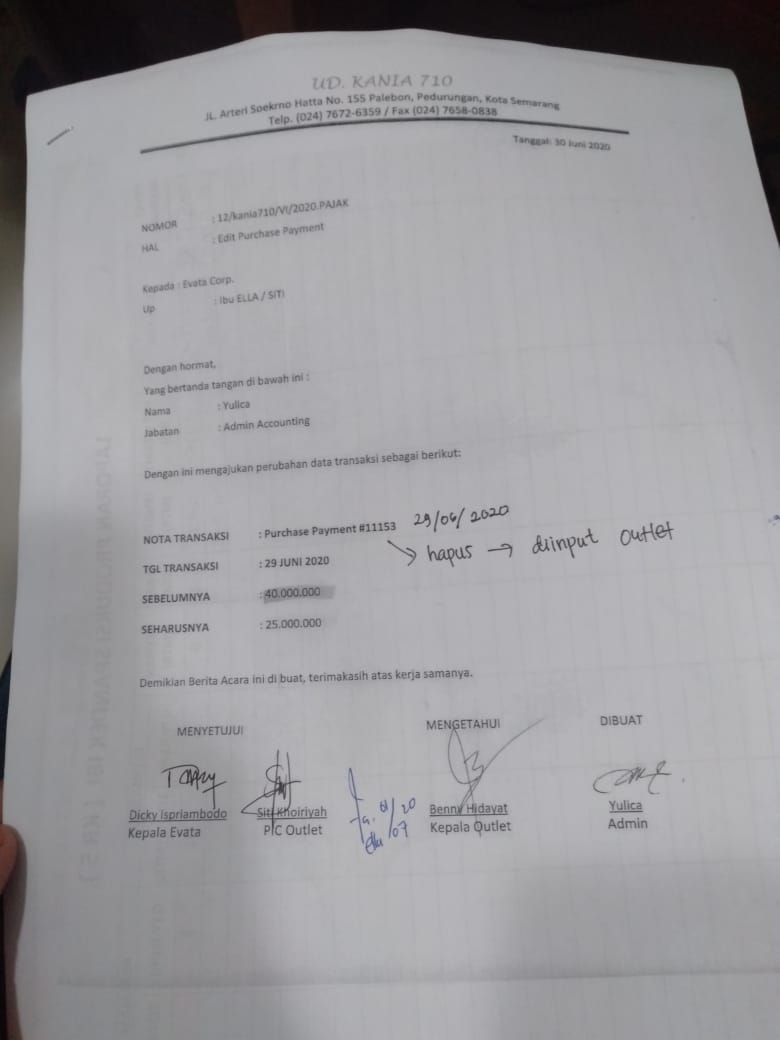 UD. KANIA 710
JL. Arteri Soekrno Hatta No. 155 Palebon, Pedurungan, Kota Semarang
Telp. (024) 7672-6359 / Fax (024) 7658-0838
Tanggal: 30 Juni 2020
NOMOR : 12/kania710/VI/2020.PAJAK
HAL : Edit Purchase Payment
Kepada : Evata Corp.
Up : Ibu ELLA / SITI
Dengan hormat,
Yang bertanda tangan di bawah ini :
Nama : Yulica
Jabatan : Admin Accounting
Dengan ini mengajukan perubahan data transaksi sebagai berikut:
NOTA TRANSAKSI : Purchase Payment #11153 29/06/2020
→ hapus → diinput outlet
TGL TRANSAKSI : 29 JUNI 2020
SEBELUMNYA : 40.000.000
SEHARUSNYA : 25.000.000
Demikian Berita Acara ini di buat, terimakasih atas kerja samanya.
MENYETUJUI MENGETAHUI DIBUAT
Dicky Ispriambodo Siti Khoiriyah Benny Hidayat Yulica
Kepala Evata PIC Outlet Kepala Outlet Admin